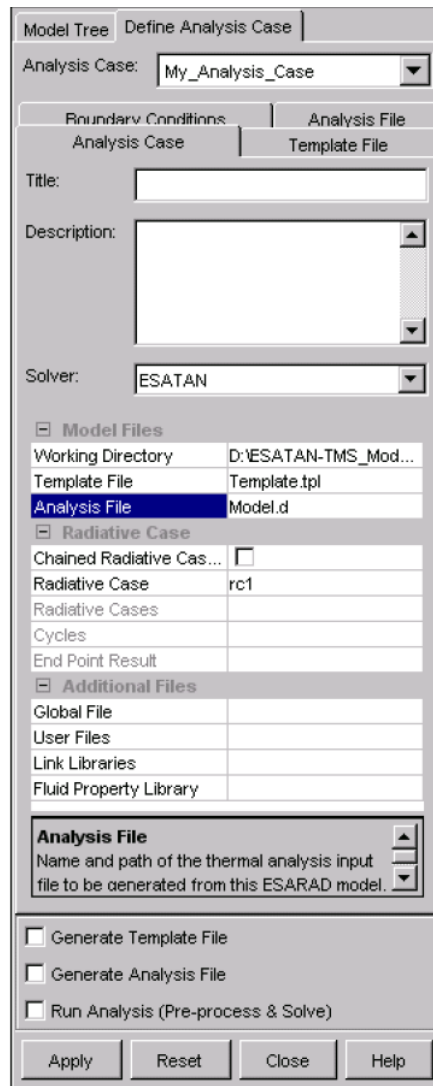 Model Tree Define Analysis Case
Analysis Case: My_Analysis_Case
Boundary Conditions Analysis File
Analysis Case Template File
Title:
Description:
Solver: ESATAN
Model Files
Working Directory D:\ESATAN-TMS_Mod...
Template File Template.tpl
Analysis File Model.d
Radiative Case
Chained Radiative Cas...
Radiative Case rc1
Radiative Cases
Cycles
End Point Result
Additional Files
Global File
User Files
Link Libraries
Fluid Property Library
Analysis File
Name and path of the thermal analysis input
file to be generated from this ESARAD model.
Generate Template File
Generate Analysis File
Run Analysis (Pre-process & Solve)
Apply Reset Close Help